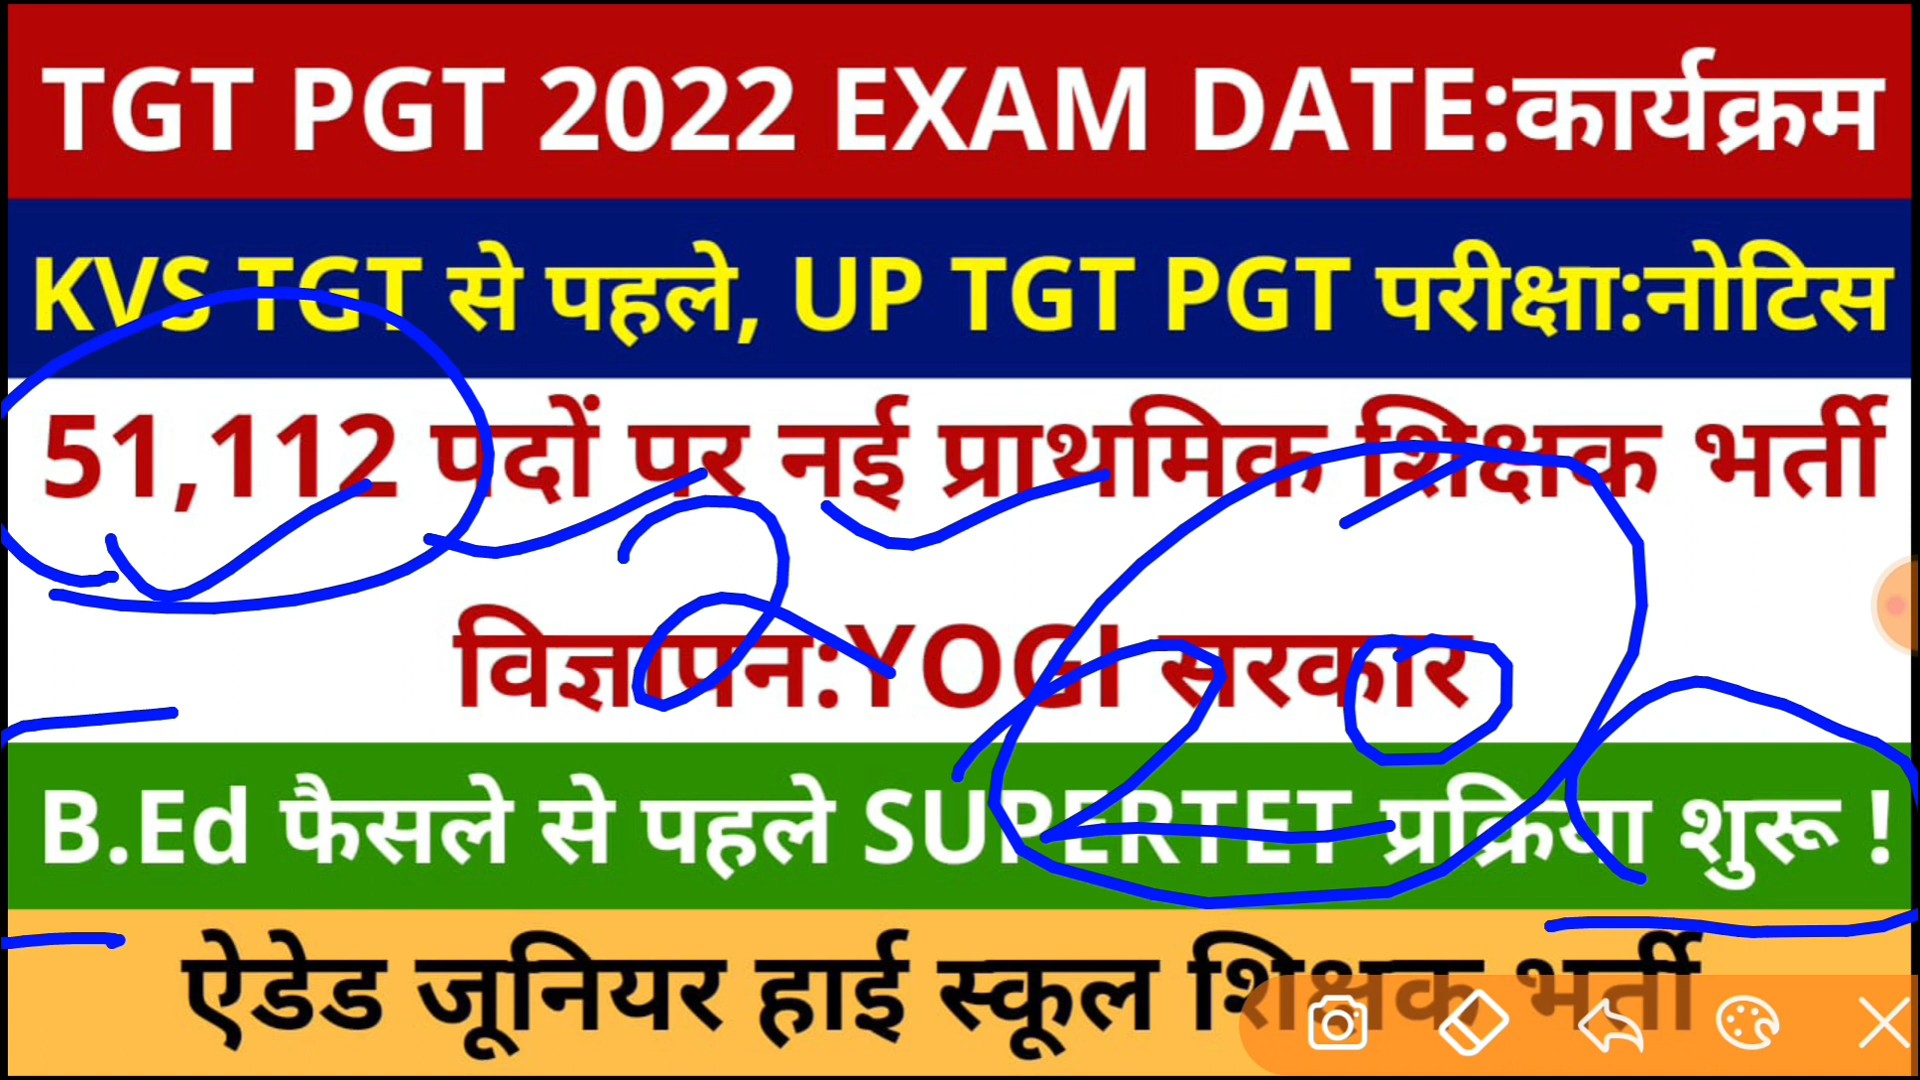 TGT PGT 2022 EXAM DATE:कार्यक्रम
KVS TGT से पहले, UP TGT PGT परीक्षा:नोटिस
51,112 पदों पर नई प्राथमिक शिक्षक भर्ती
विज्ञापन:YOGI सरकार
B.Ed फैसले से पहले SUPERTET प्रक्रिया शुरू !
ऐडेड जूनियर हाई स्कूल शिक्षक भर्ती